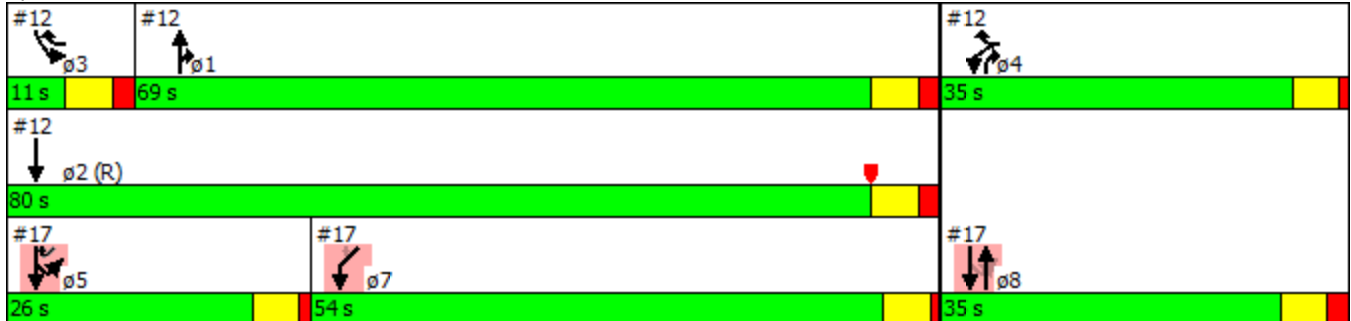 #12 #12 #12
ø3 ø1 ø4
11 s 69 s 35 s
#12
ø2 (R)
80 s
#17 #17 #17
ø5 ø7 ø8
26 s 54 s 35 s